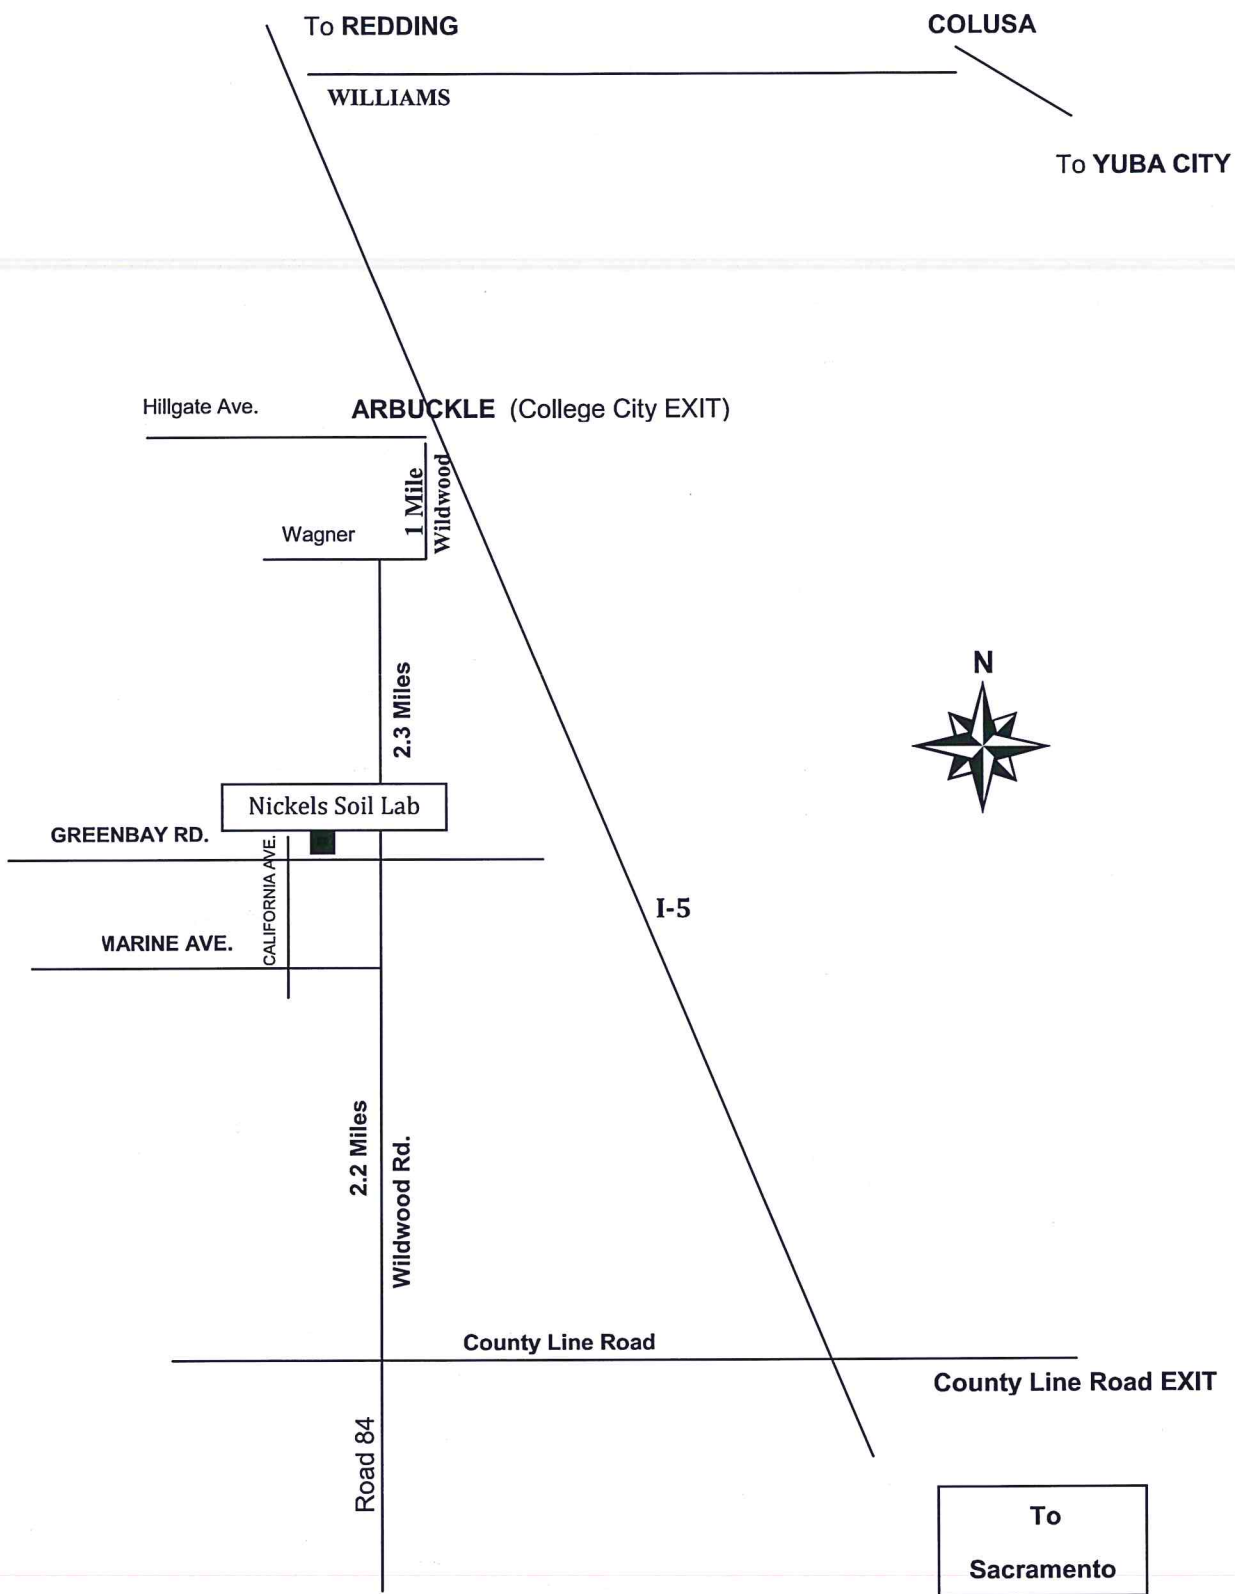 To REDDING
COLUSA
WILLIAMS
To YUBA CITY
Hillgate Ave.
ARBUCKLE (College City EXIT)
1 Mile
Wildwood
Wagner
N
2.3 Miles
Nickels Soil Lab
GREENBAY RD.
CALIFORNIA AVE.
I-5
MARINE AVE.
2.2 Miles
Wildwood Rd.
County Line Road
County Line Road EXIT
Road 84
To
Sacramento